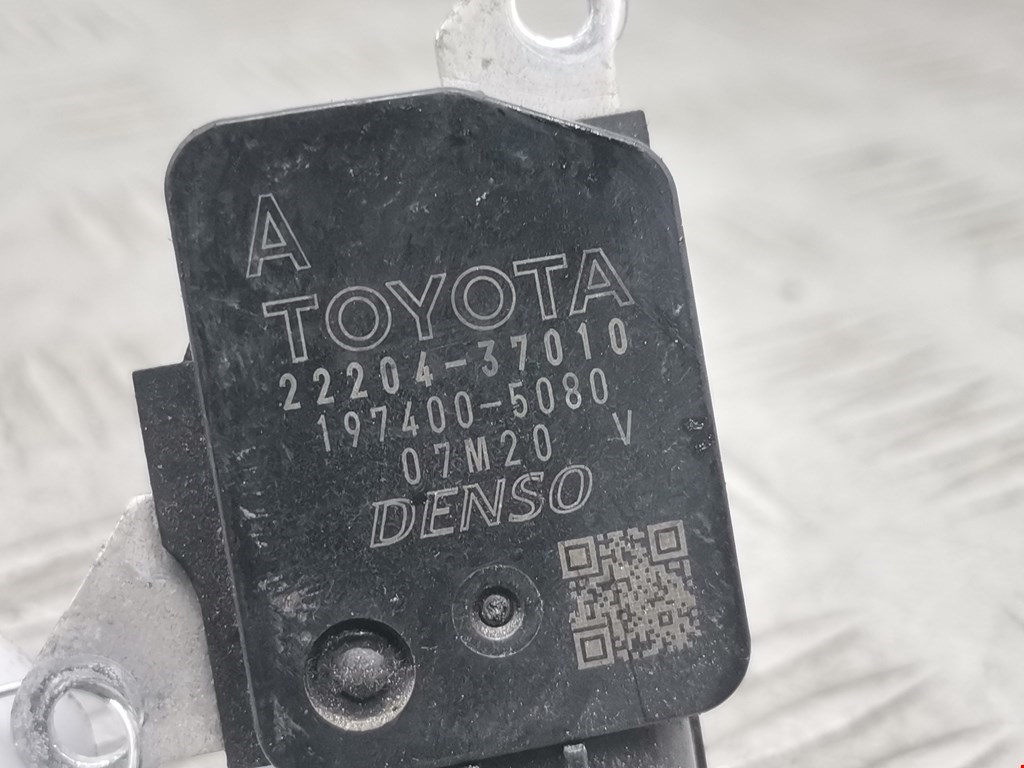 A
TOYOTA
22204-37010
197400-5080
07M20 V
DENSO